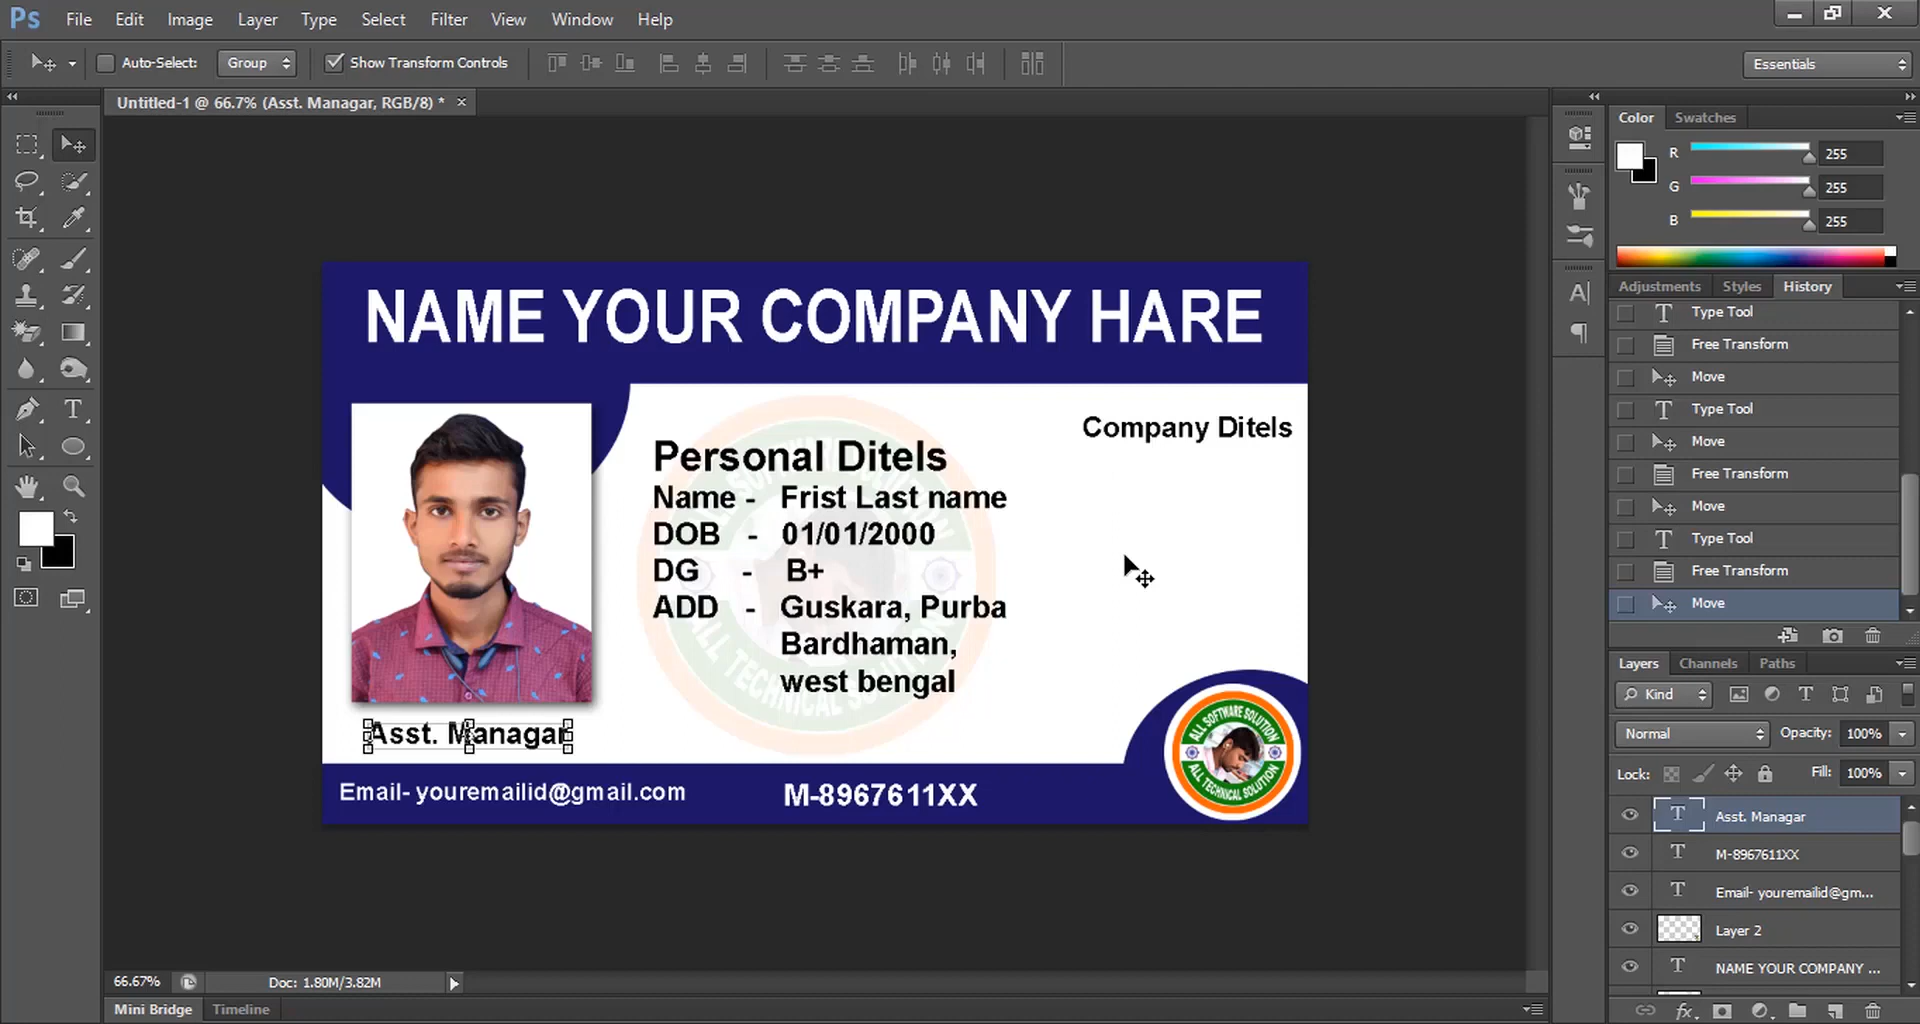 Ps File Edit Image Layer Type Select Filter View Window Help
Auto-Select: Group Show Transform Controls Essentials
Untitled-1 @ 66.7% (Asst. Managar, RGB/8) * ×
Color Swatches
R 255
G 255
B 255
Adjustments Styles History
Type Tool
Free Transform
Move
Type Tool
Move
Free Transform
Move
Type Tool
Free Transform
Move
Layers Channels Paths
Kind
Normal Opacity: 100%
Lock: Fill: 100%
Asst. Managar
M-8967611XX
Email- youremailid@gm...
Layer 2
NAME YOUR COMPANY ...
NAME YOUR COMPANY HARE
Company Ditels
Personal Ditels
Name - Frist Last name
DOB - 01/01/2000
DG - B+
ADD - Guskara, Purba
Bardhaman,
west bengal
ALL TECHNICAL SOLUTION
Asst. Managar
Email- youremailid@gmail.com M-8967611XX
ALL SOFTWARE SOLUTION
ALL TECHNICAL SOLUTION
66.67% Doc: 1.80M/3.82M
Mini Bridge Timeline